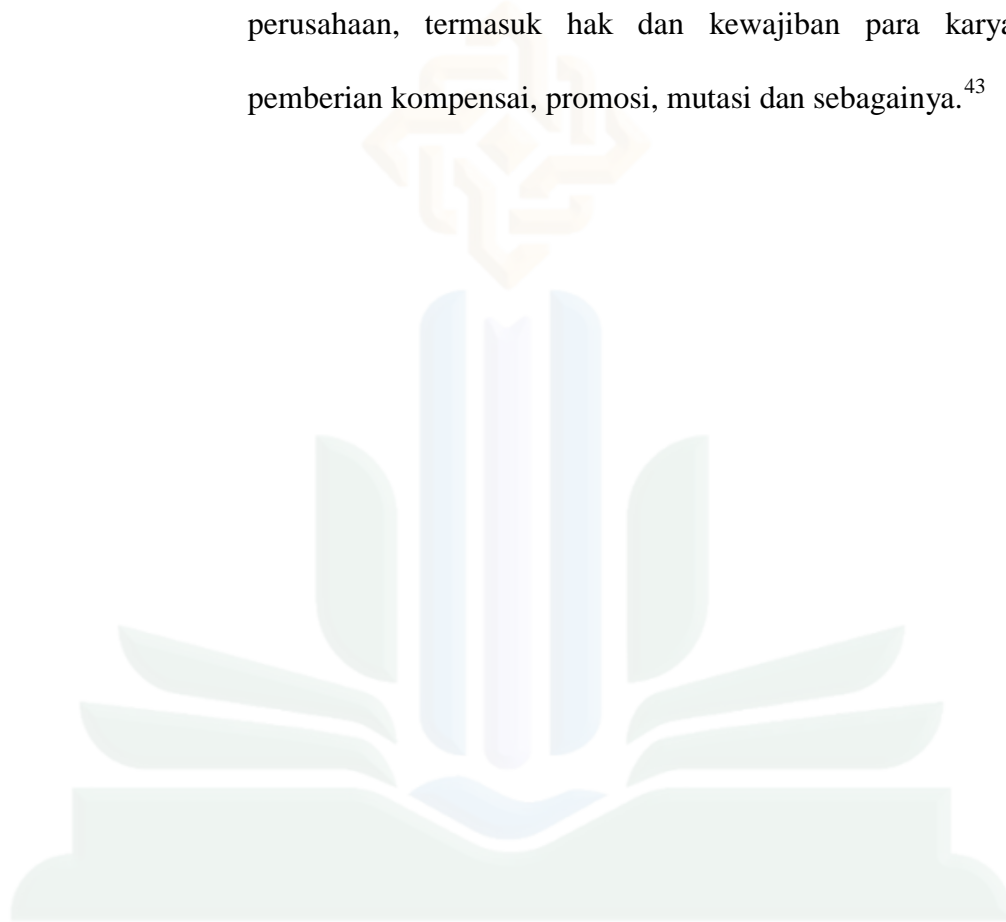 perusahaan, termasuk hak dan kewajiban para karya
pemberian kompensai, promosi, mutasi dan sebagainya.43